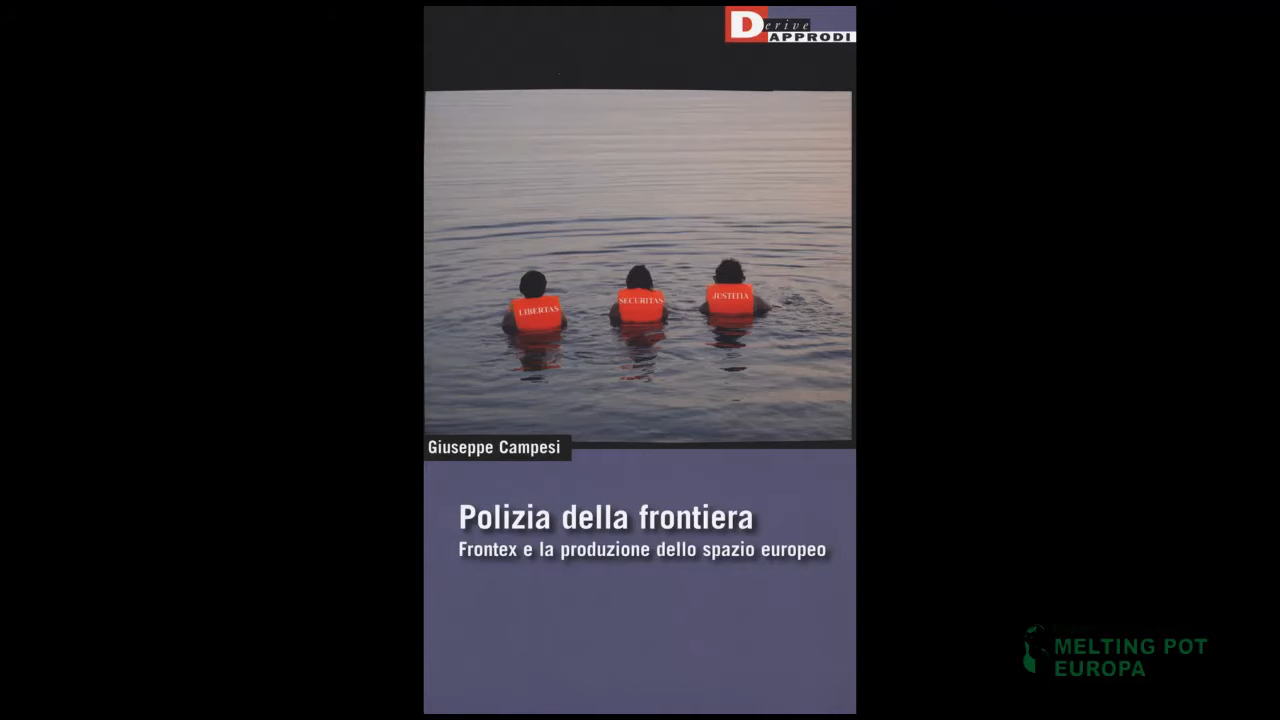 Derive
APPRODI
LIBERTAS
SECURITAS
JUSTITIA
Giuseppe Campesi
Polizia della frontiera
Frontex e la produzione dello spazio europeo
MELTING POT
EUROPA